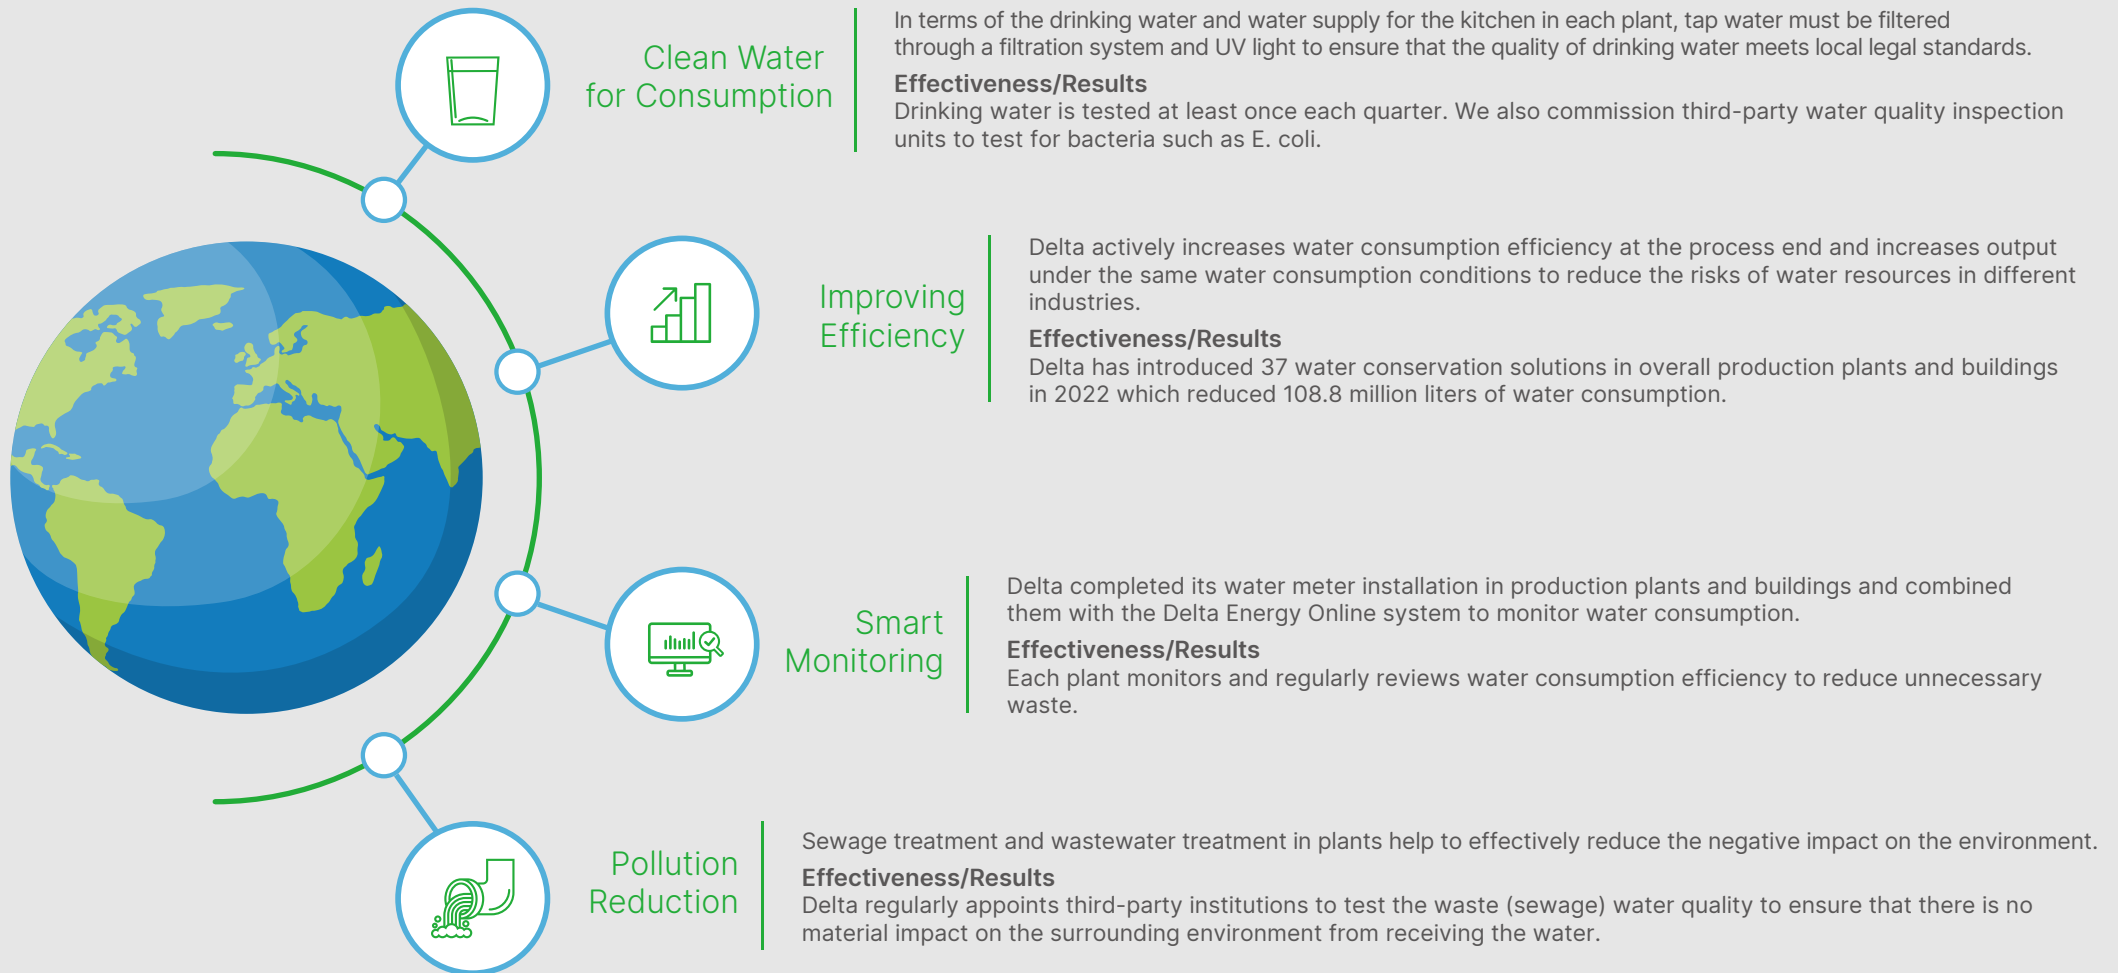 Clean Water
for Consumption
In terms of the drinking water and water supply for the kitchen in each plant, tap water must be filtered
through a filtration system and UV light to ensure that the quality of drinking water meets local legal standards.
Effectiveness/Results
Drinking water is tested at least once each quarter. We also commission third-party water quality inspection
units to test for bacteria such as E. coli.
Improving
Efficiency
Delta actively increases water consumption efficiency at the process end and increases output
under the same water consumption conditions to reduce the risks of water resources in different
industries.
Effectiveness/Results
Delta has introduced 37 water conservation solutions in overall production plants and buildings
in 2022 which reduced 108.8 million liters of water consumption.
Smart
Monitoring
Delta completed its water meter installation in production plants and buildings and combined
them with the Delta Energy Online system to monitor water consumption.
Effectiveness/Results
Each plant monitors and regularly reviews water consumption efficiency to reduce unnecessary
waste.
Pollution
Reduction
Sewage treatment and wastewater treatment in plants help to effectively reduce the negative impact on the environment.
Effectiveness/Results
Delta regularly appoints third-party institutions to test the waste (sewage) water quality to ensure that there is no
material impact on the surrounding environment from receiving the water.